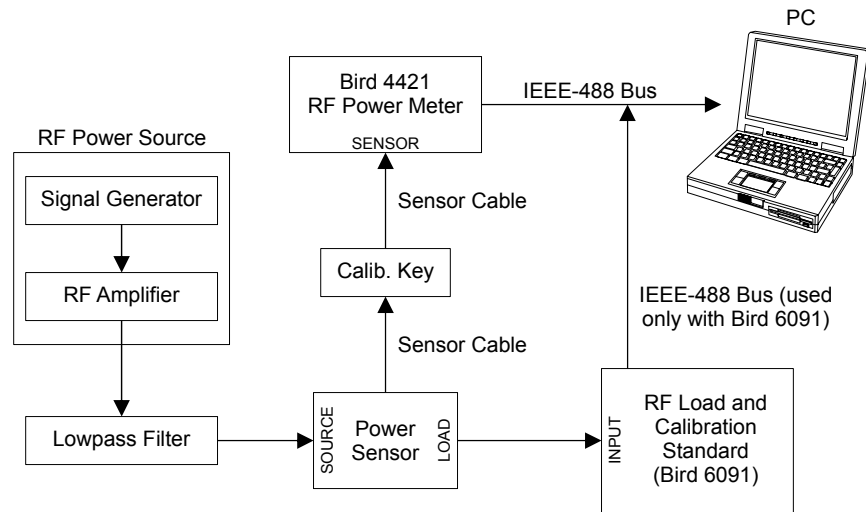 PC
Bird 4421
RF Power Meter
SENSOR
IEEE-488 Bus
RF Power Source
Signal Generator
RF Amplifier
Sensor Cable
Calib. Key
Sensor Cable
IEEE-488 Bus (used
only with Bird 6091)
Lowpass Filter
SOURCE
Power
Sensor
LOAD
INPUT
RF Load and
Calibration
Standard
(Bird 6091)